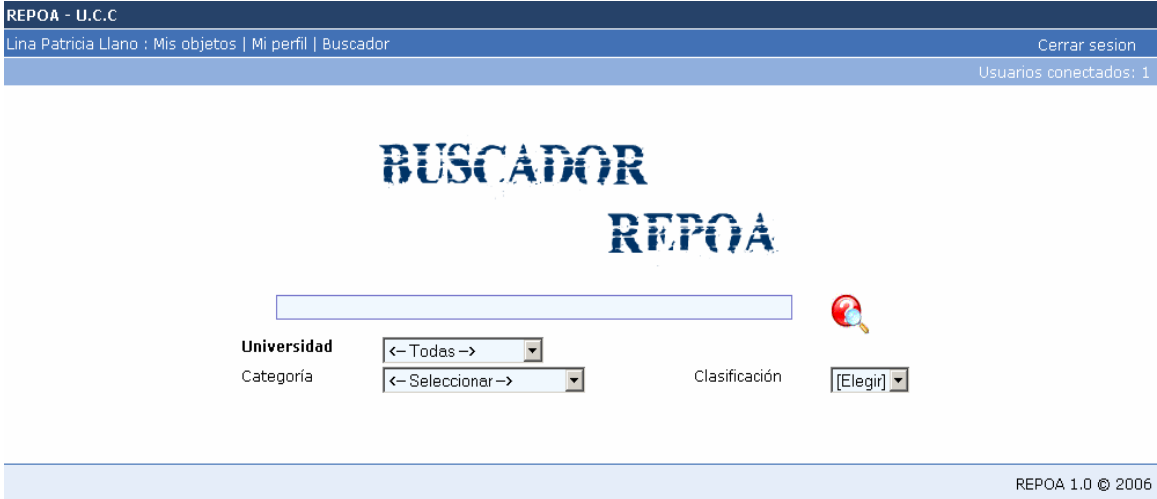 REPOA - U.C.C
Lina Patricia Llano : Mis objetos | Mi perfil | Buscador
Cerrar sesion
Usuarios conectados: 1
BUSCADOR
REPOA
Universidad
<– Todas –>
Categoría
<– Seleccionar –>
Clasificación
[Elegir]
REPOA 1.0 © 2006